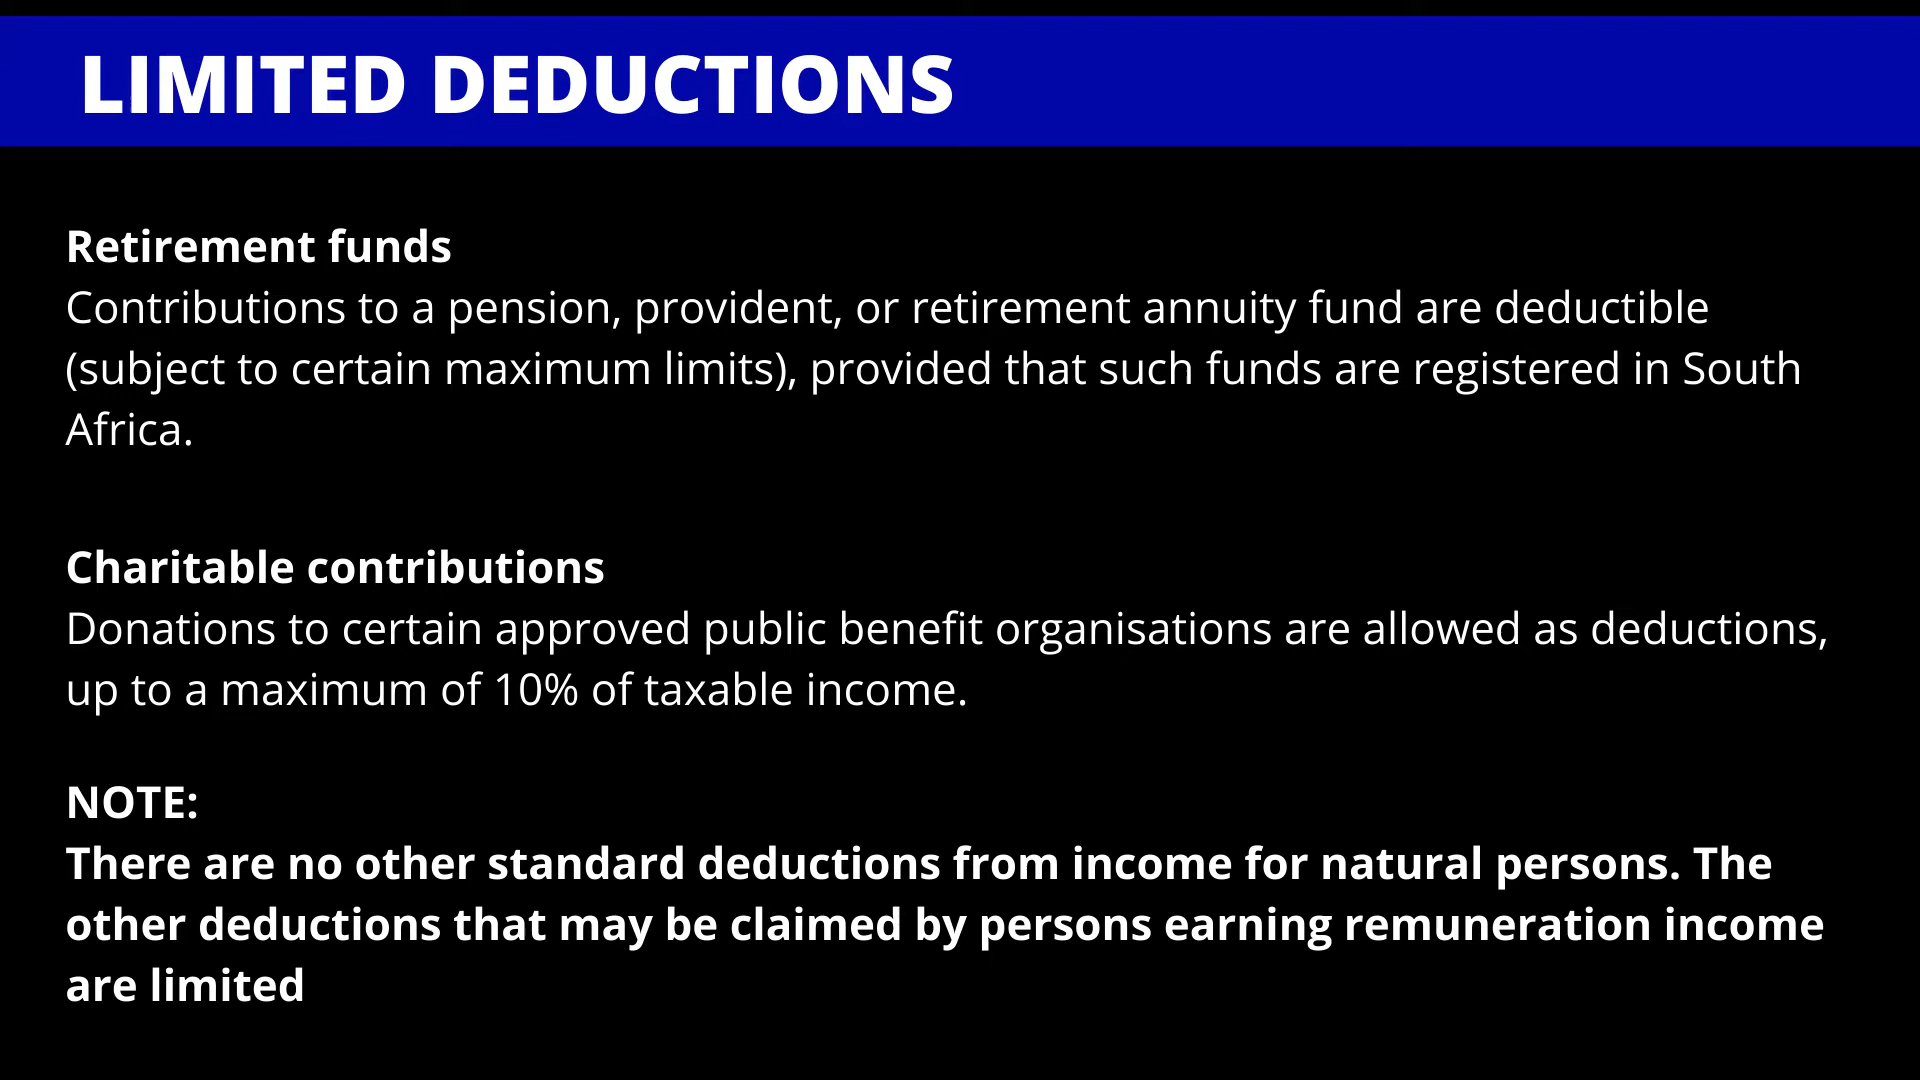 LIMITED DEDUCTIONS
Retirement funds
Contributions to a pension, provident, or retirement annuity fund are deductible
(subject to certain maximum limits), provided that such funds are registered in South
Africa.
Charitable contributions
Donations to certain approved public benefit organisations are allowed as deductions,
up to a maximum of 10% of taxable income.
NOTE:
There are no other standard deductions from income for natural persons. The
other deductions that may be claimed by persons earning remuneration income
are limited